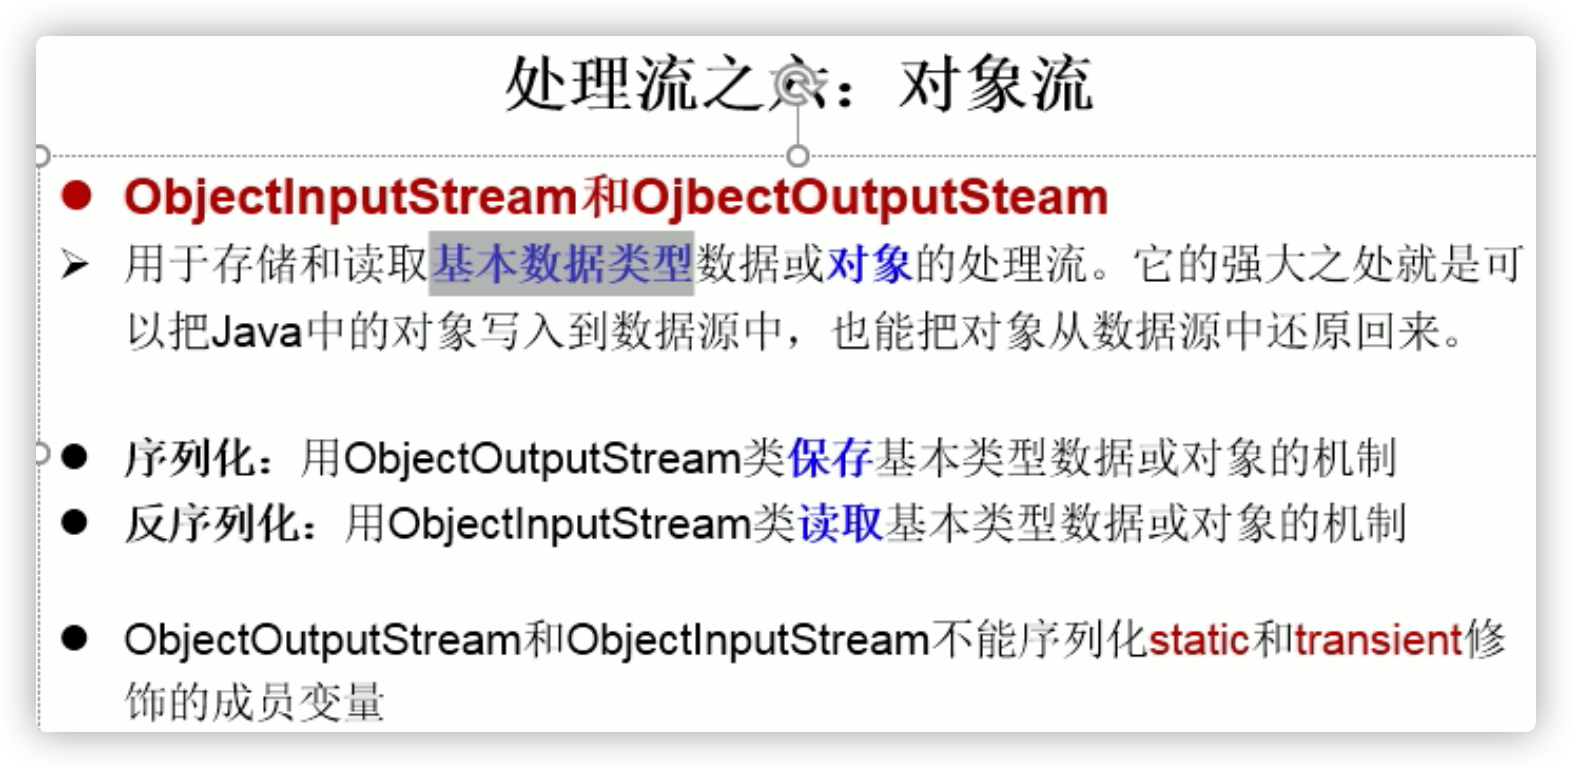 处理流之六：对象流
ObjectInputStream和OjbectOutputSteam
用于存储和读取基本数据类型数据或对象的处理流。它的强大之处就是可
以把Java中的对象写入到数据源中，也能把对象从数据源中还原回来。
序列化：用ObjectOutputStream类保存基本类型数据或对象的机制
反序列化：用ObjectInputStream类读取基本类型数据或对象的机制
ObjectOutputStream和ObjectInputStream不能序列化static和transient修
饰的成员变量